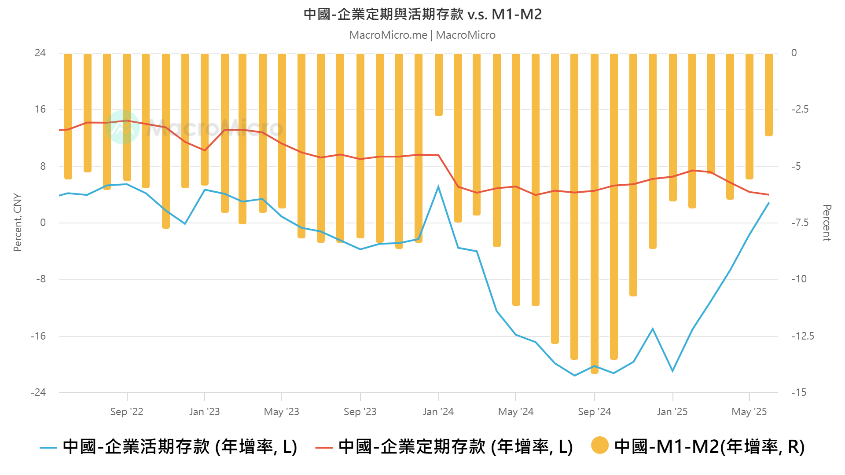 中國-企業定期與活期存款 v.s. M1-M2
MacroMicro.me | MacroMicro
24
16
8
0
-8
-16
-24
Percent, CNY
0
-2.5
-5
-7.5
-10
-12.5
-15
Percent
MacroMicro
Sep '22 Jan '23 May '23 Sep '23 Jan '24 May '24 Sep '24 Jan '25 May '25
中國-企業活期存款 (年增率, L) 中國-企業定期存款 (年增率, L) 中國-M1-M2(年增率, R)